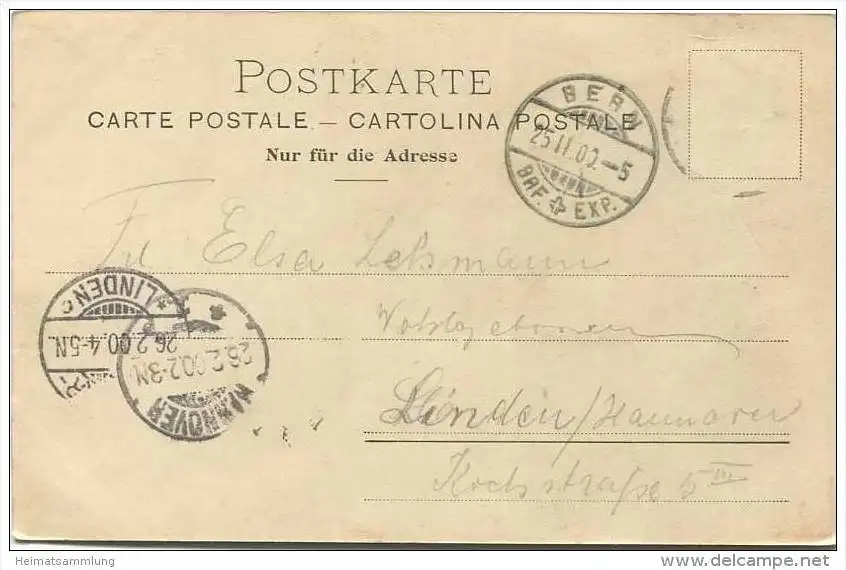 POSTKARTE
CARTE POSTALE — CARTOLINA POSTALE
Nur für die Adresse
BERN
25.II.00.–5
BRF. EXP.
Frl Elsa Lehmann
Wohlgeboren
Linden/Hannover
Kochstraße 5 III
LINDEN
26.2.00.4-5N.
HANNOVER
26.2.00.2-3N.
Heimatsammlung
www.delcampe.net